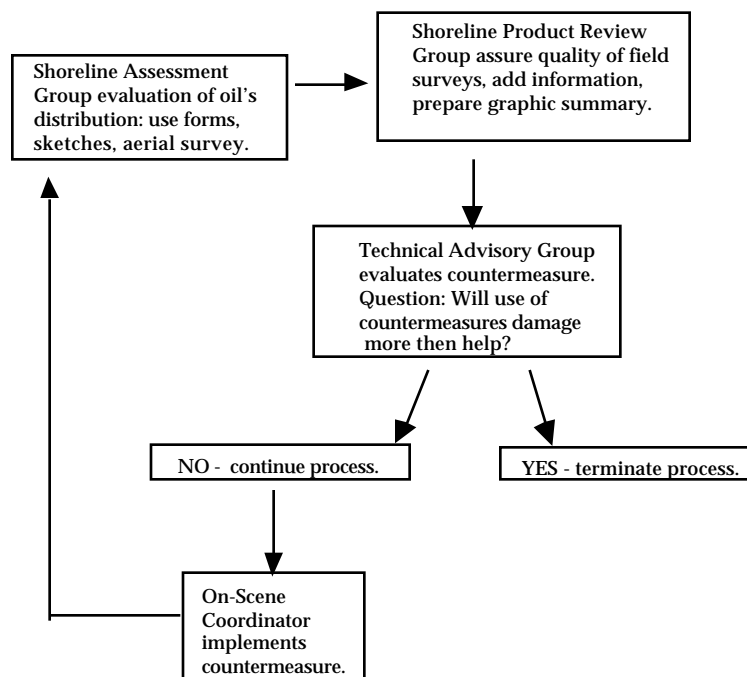 Shoreline Assessment
Group evaluation of oil's
distribution: use forms,
sketches, aerial survey.
Shoreline Product Review
Group assure quality of field
surveys, add information,
prepare graphic summary.
Technical Advisory Group
evaluates countermeasure.
Question: Will use of
countermeasures damage
more then help?
NO - continue process.
YES - terminate process.
On-Scene
Coordinator
implements
countermeasure.